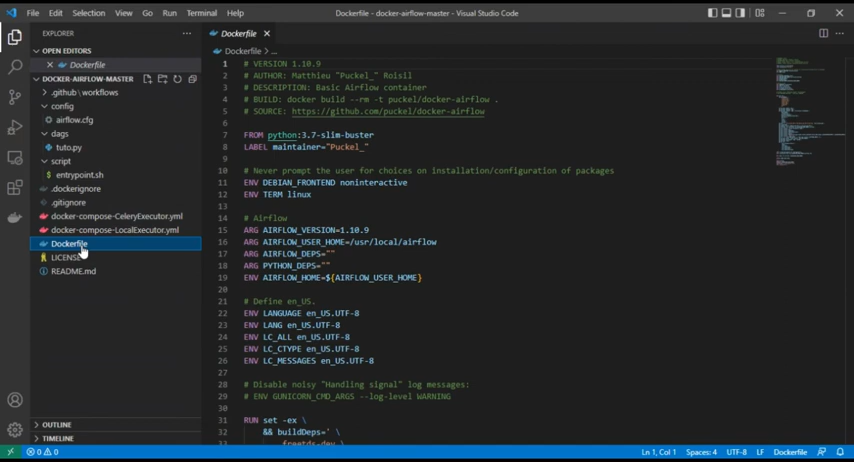 File Edit Selection View Go Run Terminal Help
Dockerfile - docker-airflow-master - Visual Studio Code
EXPLORER
OPEN EDITORS
Dockerfile
DOCKER-AIRFLOW-MASTER
.github\workflows
config
airflow.cfg
dags
tuto.py
script
$ entrypoint.sh
.dockerignore
.gitignore
docker-compose-CeleryExecutor.yml
docker-compose-LocalExecutor.yml
Dockerfile
LICENSE
README.md
OUTLINE
TIMELINE
Dockerfile
Dockerfile > ...
1 # VERSION 1.10.9
2 # AUTHOR: Matthieu "Puckel_" Roisil
3 # DESCRIPTION: Basic Airflow container
4 # BUILD: docker build --rm -t puckel/docker-airflow .
5 # SOURCE: https://github.com/puckel/docker-airflow
6
7 FROM python:3.7-slim-buster
8 LABEL maintainer="Puckel_"
9
10 # Never prompt the user for choices on installation/configuration of packages
11 ENV DEBIAN_FRONTEND noninteractive
12 ENV TERM linux
13
14 # Airflow
15 ARG AIRFLOW_VERSION=1.10.9
16 ARG AIRFLOW_USER_HOME=/usr/local/airflow
17 ARG AIRFLOW_DEPS=""
18 ARG PYTHON_DEPS=""
19 ENV AIRFLOW_HOME=${AIRFLOW_USER_HOME}
20
21 # Define en_US.
22 ENV LANGUAGE en_US.UTF-8
23 ENV LANG en_US.UTF-8
24 ENV LC_ALL en_US.UTF-8
25 ENV LC_CTYPE en_US.UTF-8
26 ENV LC_MESSAGES en_US.UTF-8
27
28 # Disable noisy "Handling signal" log messages:
29 # ENV GUNICORN_CMD_ARGS --log-level WARNING
30
31 RUN set -ex \
32 && buildDeps=' \
33 freetds-dev \
0 0
Ln 1, Col 1 Spaces: 4 UTF-8 LF Dockerfile